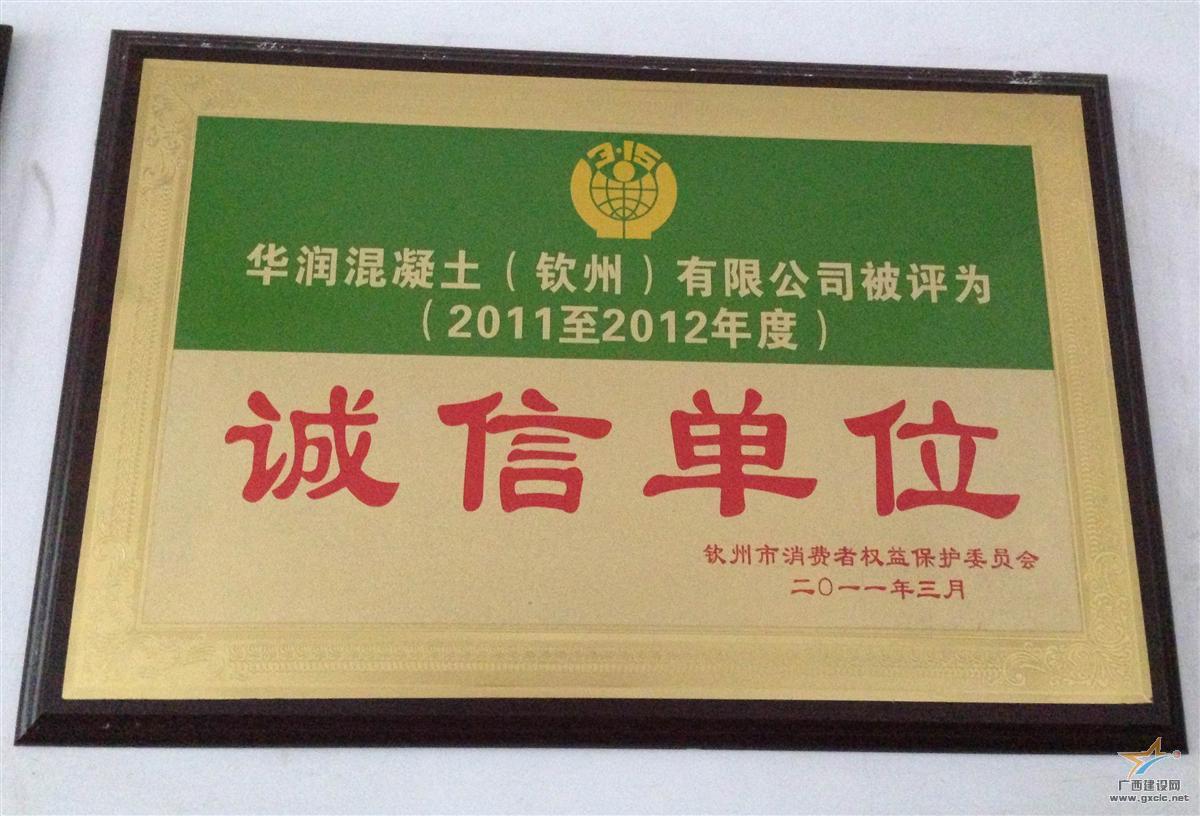 3·15
华润混凝土（钦州）有限公司被评为
（2011至2012年度）
诚信单位
钦州市消费者权益保护委员会
二〇一一年三月
广西建设网
www.gxcic.net